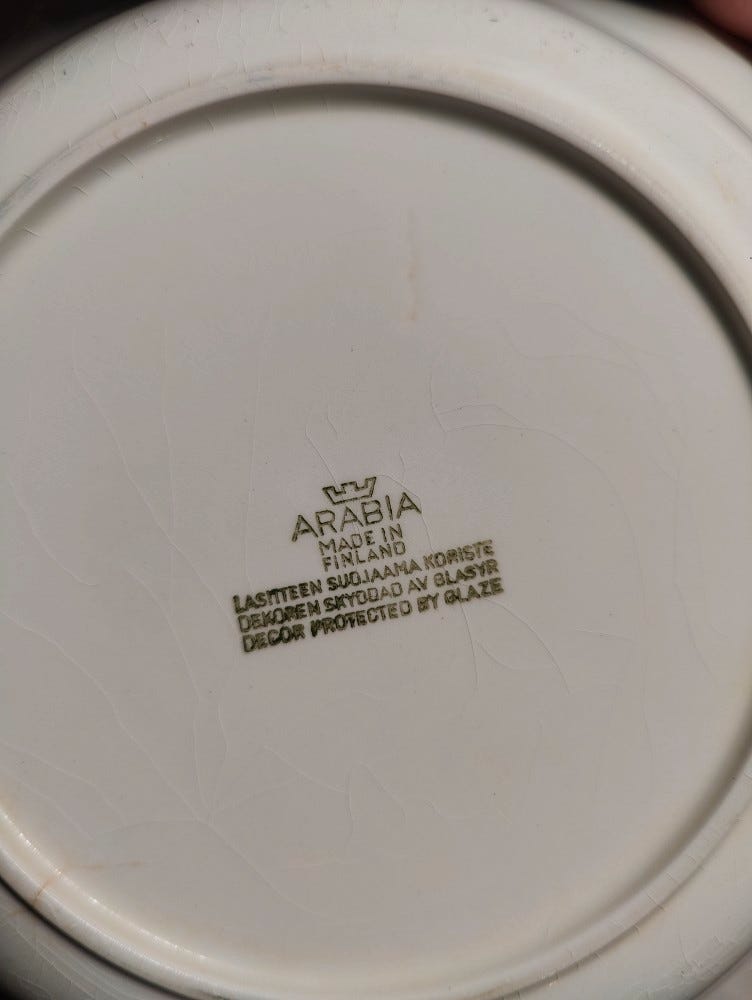 ARABIA
MADE IN
FINLAND
LASITTEEN SUOJAAMA KORISTE
DEKOREN SKYDDAD AV GLASYR
DECOR PROTECTED BY GLAZE